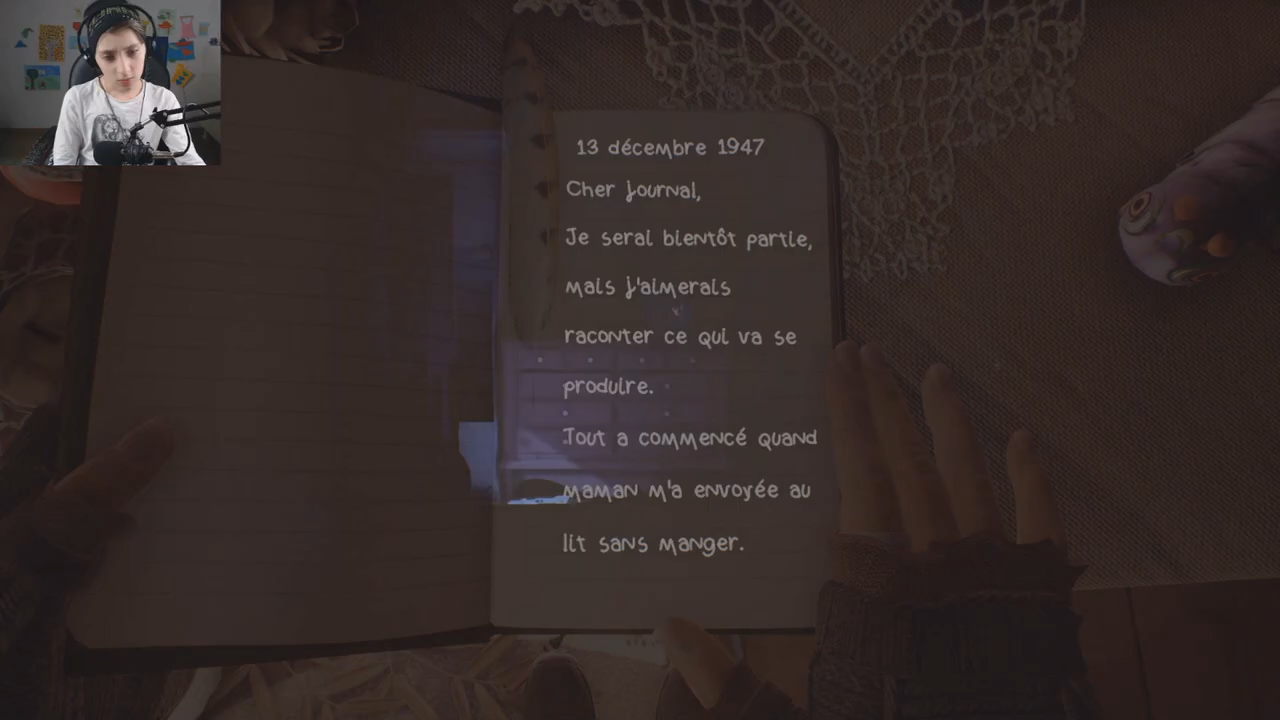 13 décembre 1947
Cher journal,
Je serai bientôt partie,
mais j'aimerais
raconter ce qui va se
produire.
Tout a commencé quand
maman m'a envoyée au
lit sans manger.